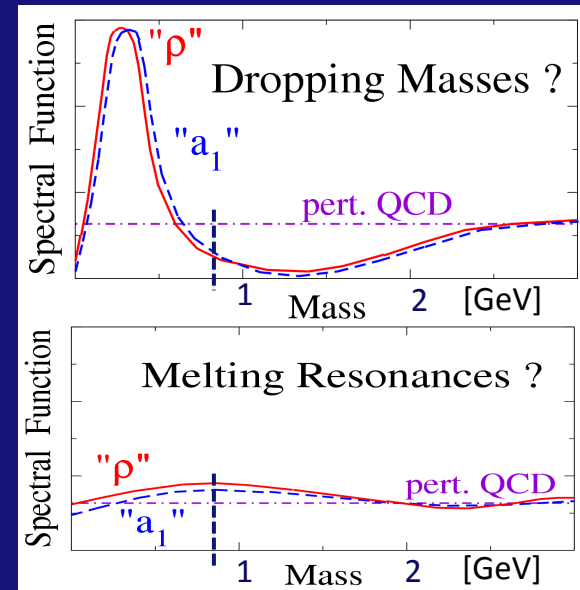 "ρ"
Dropping Masses ?
"a₁"
pert. QCD
Spectral Function
1 Mass 2 [GeV]
Melting Resonances ?
"ρ"
pert. QCD
"a₁"
Spectral Function
1 Mass 2 [GeV]